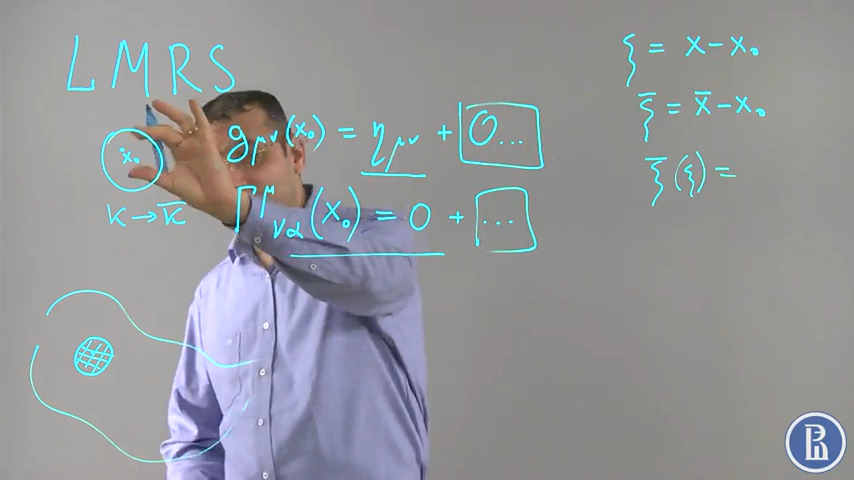 LMRS
x₀
K → K̄
g_μν(x₀) = η_μν + O...
Γ^μ_να(x₀) = 0 + ...
ξ = x - x₀
ξ̄ = x̄ - x₀
ξ̄(ξ) =